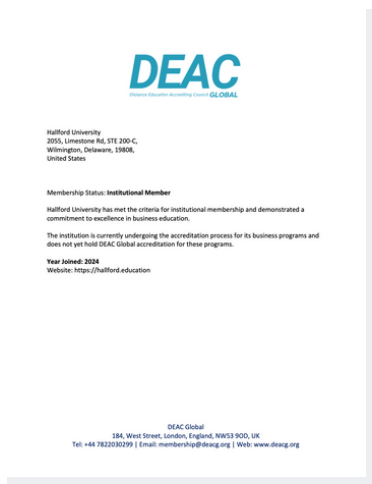 DEAC
Distance Education Accrediting Council GLOBAL
Hallford University
2055, Limestone Rd, STE 200-C,
Wilmington, Delaware, 19808,
United States
Membership Status: Institutional Member
Hallford University has met the criteria for institutional membership and demonstrated a
commitment to excellence in business education.
The institution is currently undergoing the accreditation process for its business programs and
does not yet hold DEAC Global accreditation for these programs.
Year Joined: 2024
Website: https://hallford.education
DEAC Global
184, West Street, London, England, NW53 9OD, UK
Tel: +44 7822030299 | Email: membership@deacg.org | Web: www.deacg.org